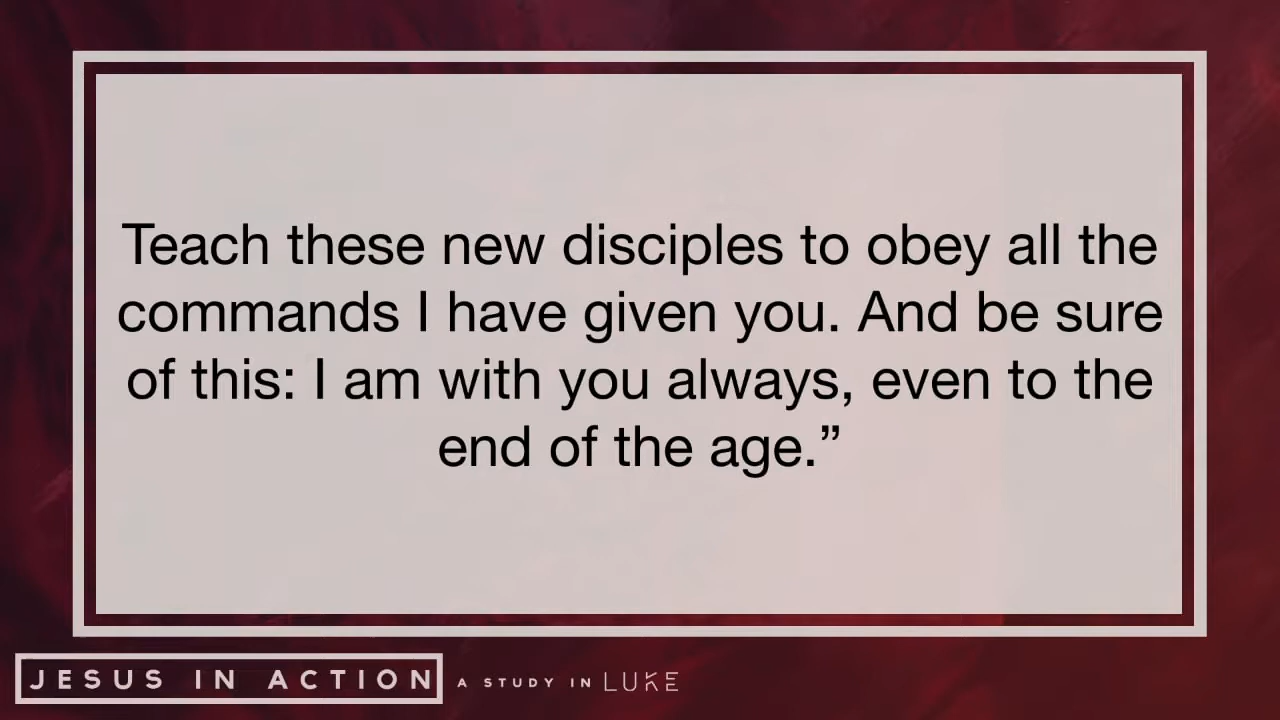 Teach these new disciples to obey all the
commands I have given you. And be sure
of this: I am with you always, even to the
end of the age.”
JESUS IN ACTION A STUDY IN LUKE